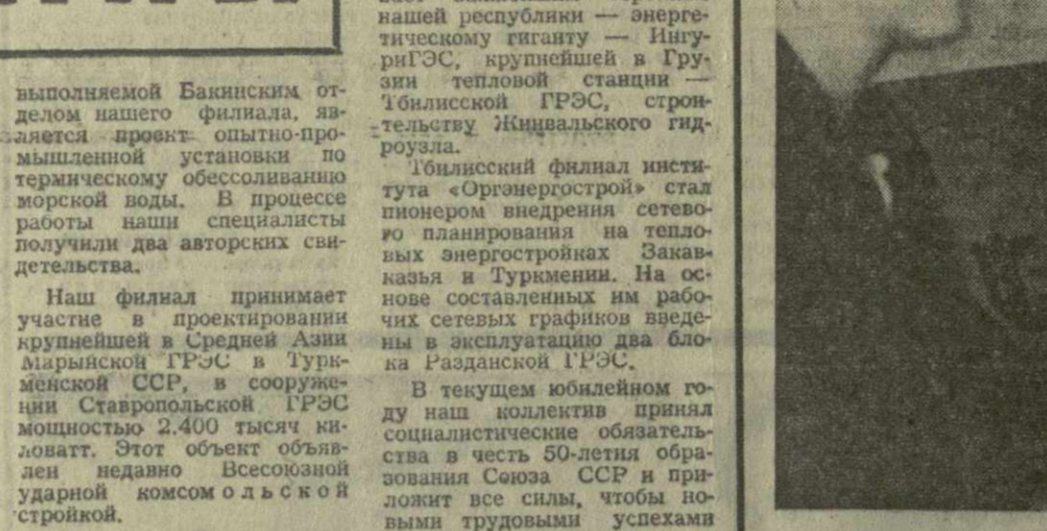 выполняемой Бакинским от-
делом нашего филиала, яв-
ляется проект опытно-про-
мышленной установки по
термическому обессоливанию
морской воды. В процессе
работы наши специалисты
получили два авторских сви-
детельства.
Наш филиал принимает
участие в проектировании
крупнейшей в Средней Азии
Марыйской ГРЭС в Турк-
менской ССР, в сооруже-
нии Ставропольской ГРЭС
мощностью 2.400 тысяч ки-
ловатт. Этот объект объяв-
лен недавно Всесоюзной
ударной комсомольской
стройкой.
нашей республики — энерге-
тическому гиганту — Ингу-
риГЭС, крупнейшей в Гру-
зии тепловой станции —
Тбилисской ГРЭС, строи-
тельству Жинвальского гид-
роузла.
Тбилисский филиал инсти-
тута «Оргэнергострой» стал
пионером внедрения сетево-
го планирования на тепло-
вых энергостройках Закав-
казья и Туркмении. На ос-
нове составленных им рабо-
чих сетевых графиков введе-
ны в эксплуатацию два бло-
ка Разданской ГРЭС.
В текущем юбилейном го-
ду наш коллектив принял
социалистические обязатель-
ства в честь 50-летия обра-
зования Союза ССР и при-
ложит все силы, чтобы но-
выми трудовыми успехами